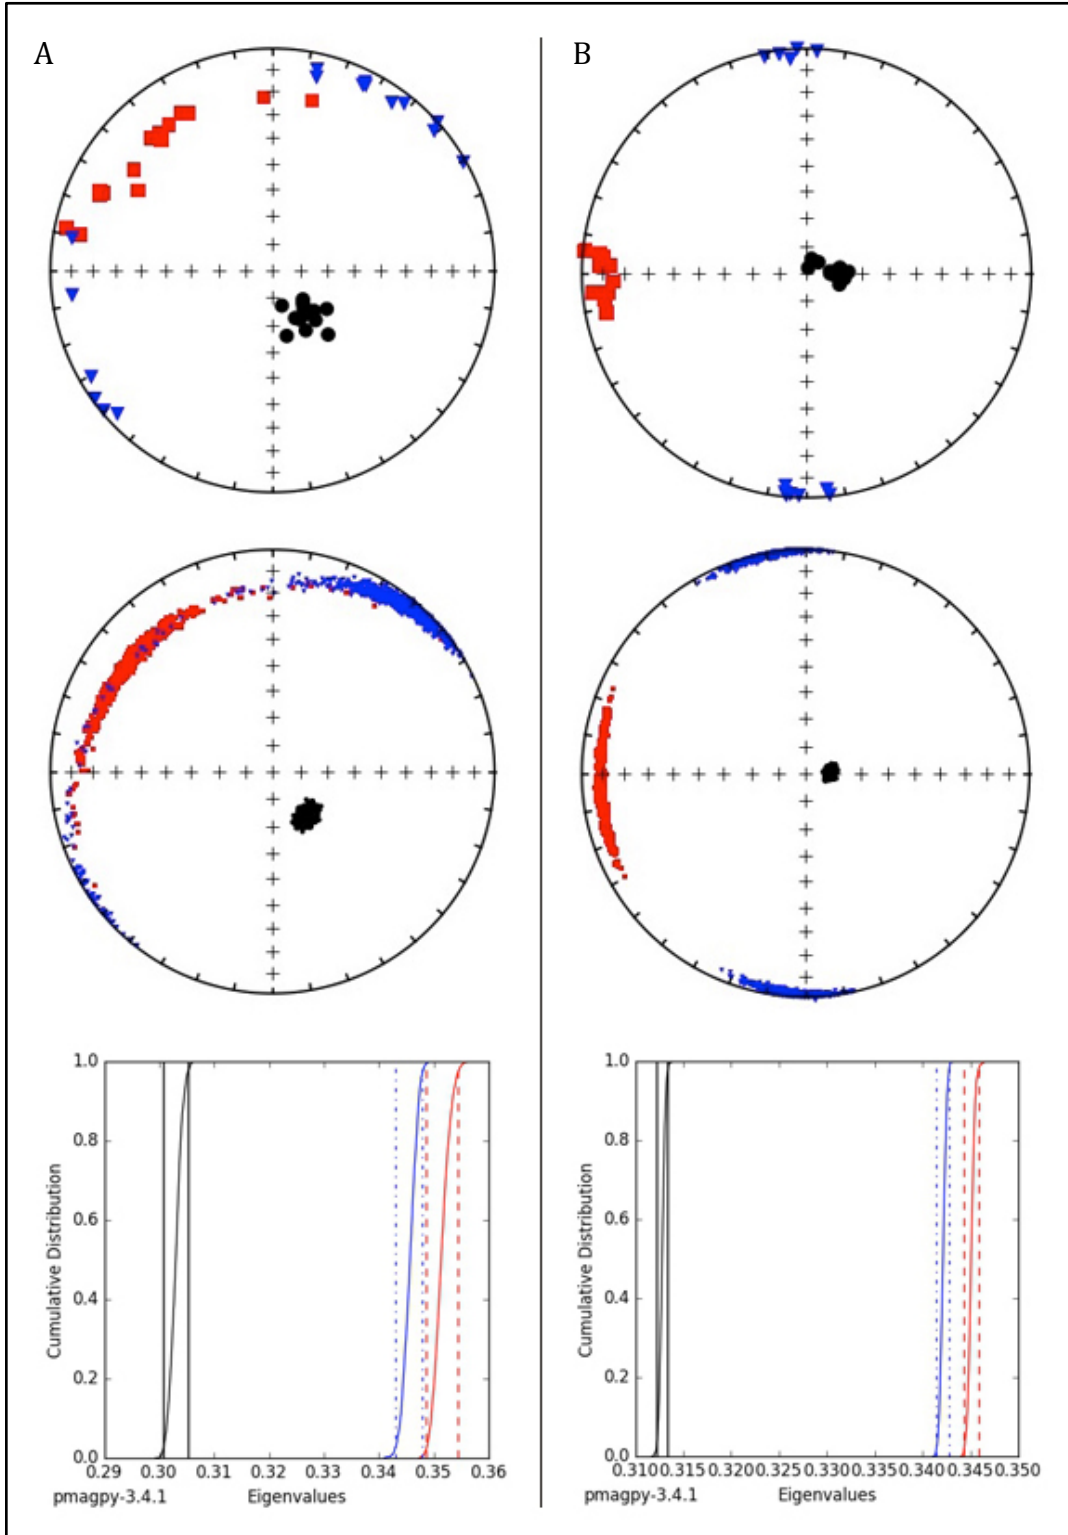 A
B
1.0
0.8
0.6
0.4
0.2
0.0
Cumulative Distribution
0.29 0.30 0.31 0.32 0.33 0.34 0.35 0.36
pmagpy-3.4.1 Eigenvalues
1.0
0.8
0.6
0.4
0.2
0.0
Cumulative Distribution
0.310 0.315 0.320 0.325 0.330 0.335 0.340 0.345 0.350
pmagpy-3.4.1 Eigenvalues